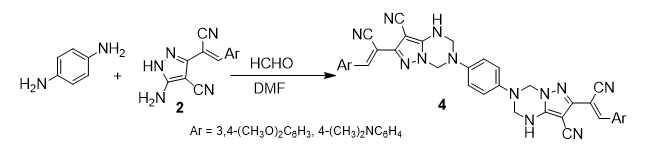 CN H
NC
CN
N
Ar
N N N
NH₂
N
CN
Ar
HN
HCHO
H₂N
+
CN
H₂N 2
DMF
4
N N N
CN
N
H
CN
Ar
Ar = 3,4-(CH₃O)₂C₆H₃, 4-(CH₃)₂NC₆H₄